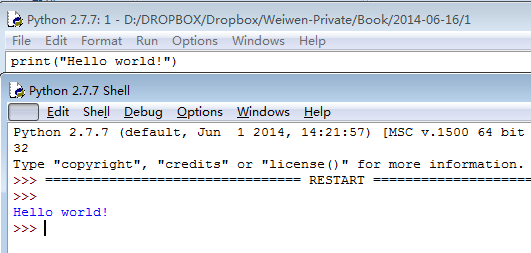 Python 2.7.7: 1 - D:/DROPBOX/Dropbox/Weiwen-Private/Book/2014-06-16/1
File Edit Format Run Options Windows Help
print("Hello world!")
Python 2.7.7 Shell
Edit Shell Debug Options Windows Help
Python 2.7.7 (default, Jun  1 2014, 14:21:57) [MSC v.1500 64 bit
32
Type "copyright", "credits" or "license()" for more information.
>>> ================================ RESTART ====================
>>>
Hello world!
>>>